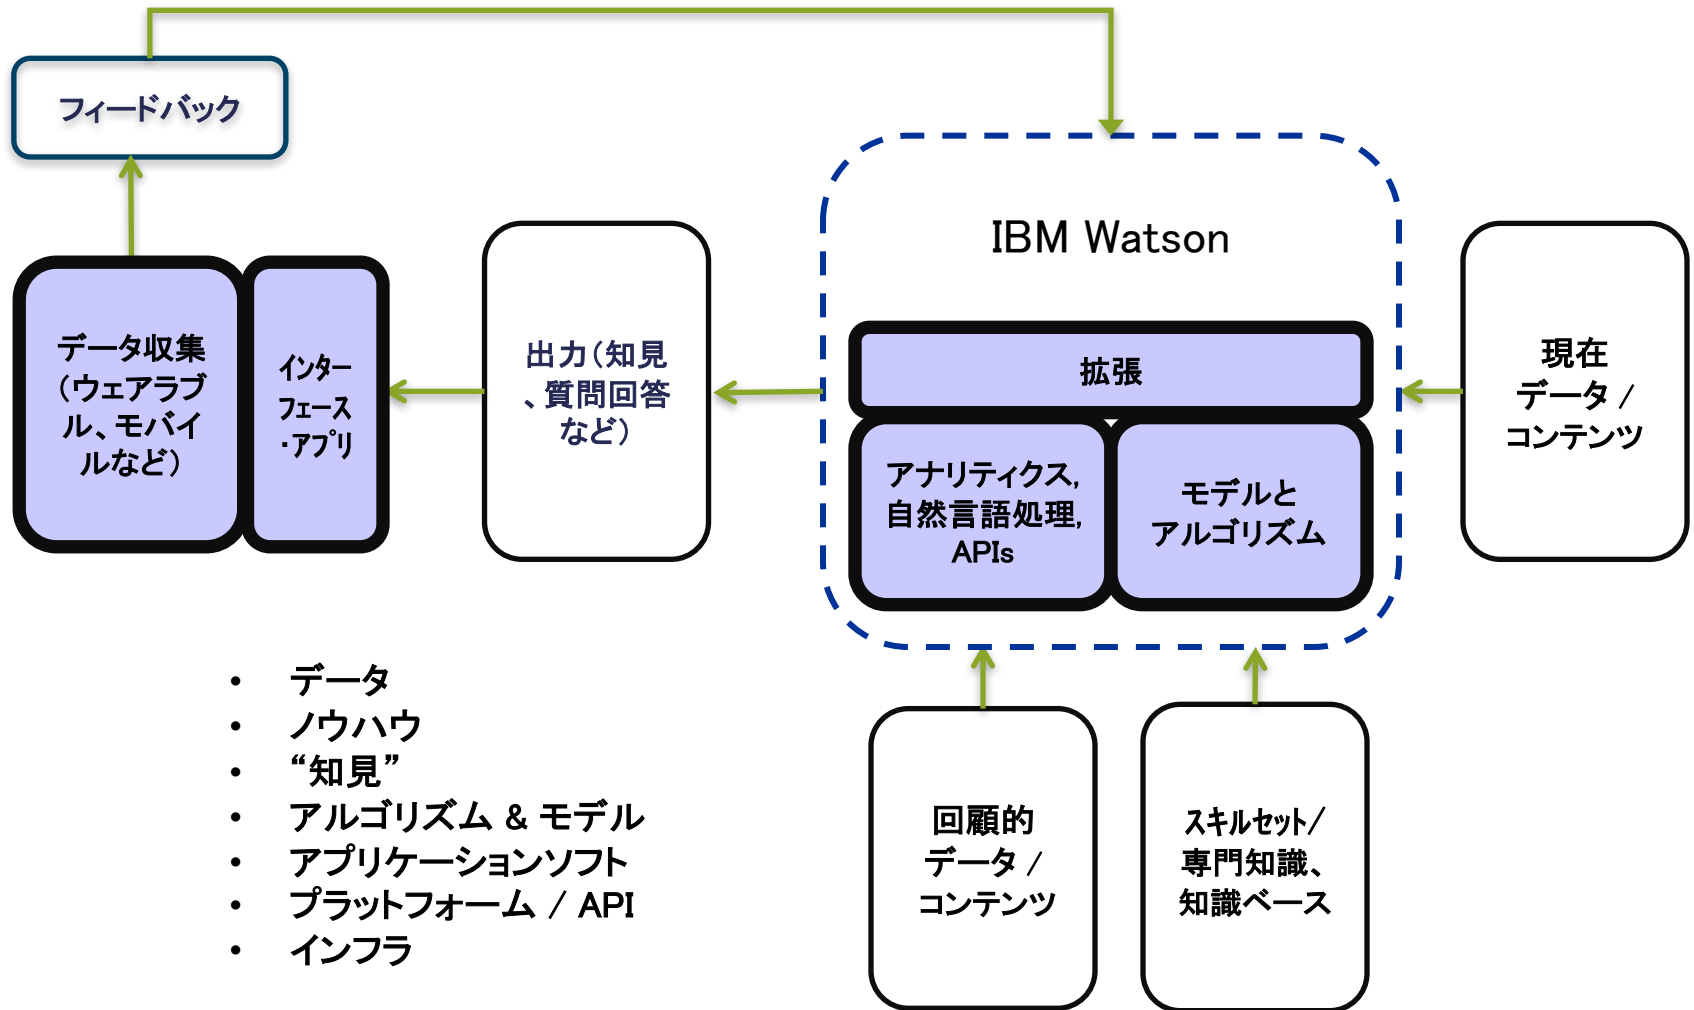 フィードバック
IBM Watson
データ収集
（ウェアラブ
ル、モバイ
ルなど）
インター
フェース
・アプリ
出力（知見
、質問回答
など）
拡張
アナリティクス,
自然言語処理,
APIs
モデルと
アルゴリズム
現在
データ /
コンテンツ
• データ
• ノウハウ
• “知見”
• アルゴリズム & モデル
• アプリケーションソフト
• プラットフォーム / API
• インフラ
回顧的
データ /
コンテンツ
スキルセット/
専門知識、
知識ベース